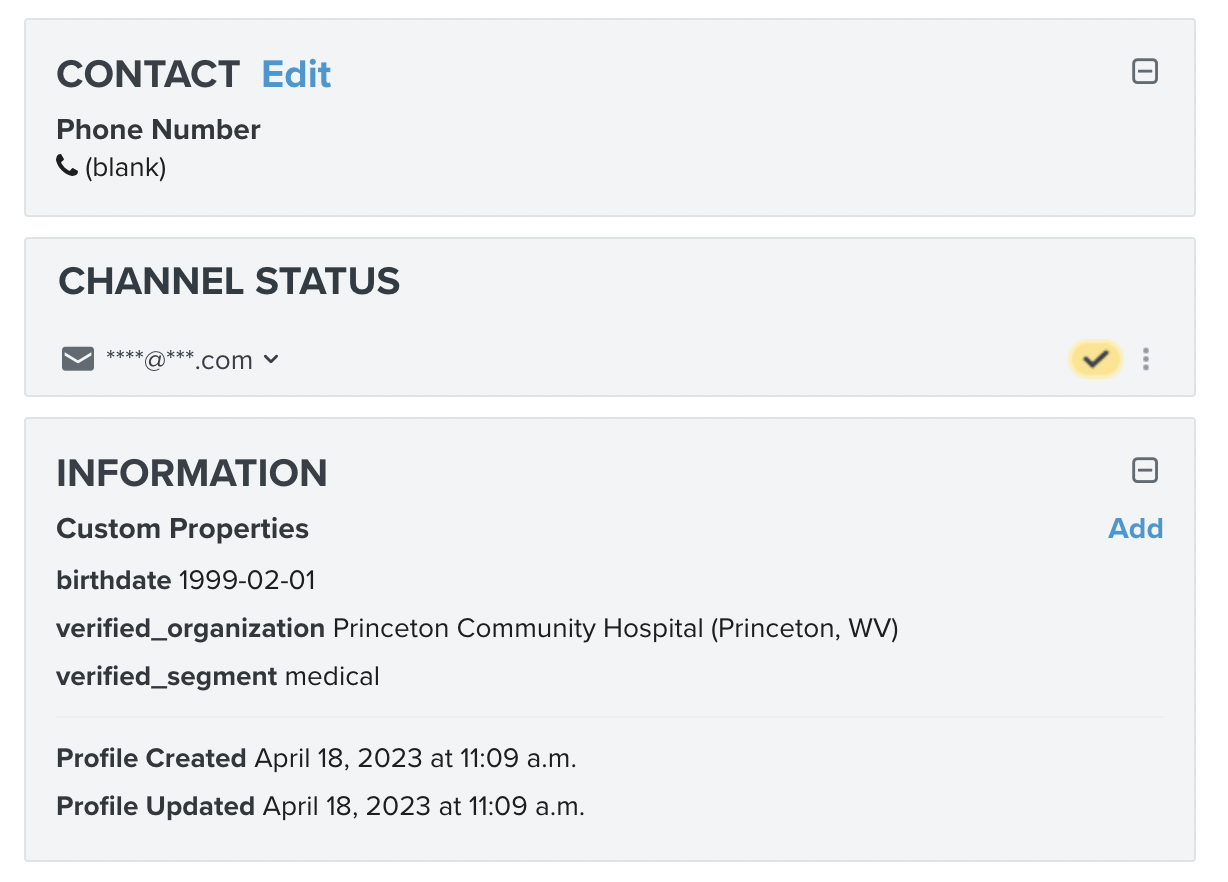 CONTACT Edit
Phone Number
(blank)
CHANNEL STATUS
****@***.com
INFORMATION
Custom Properties Add
birthdate 1999-02-01
verified_organization Princeton Community Hospital (Princeton, WV)
verified_segment medical
Profile Created April 18, 2023 at 11:09 a.m.
Profile Updated April 18, 2023 at 11:09 a.m.